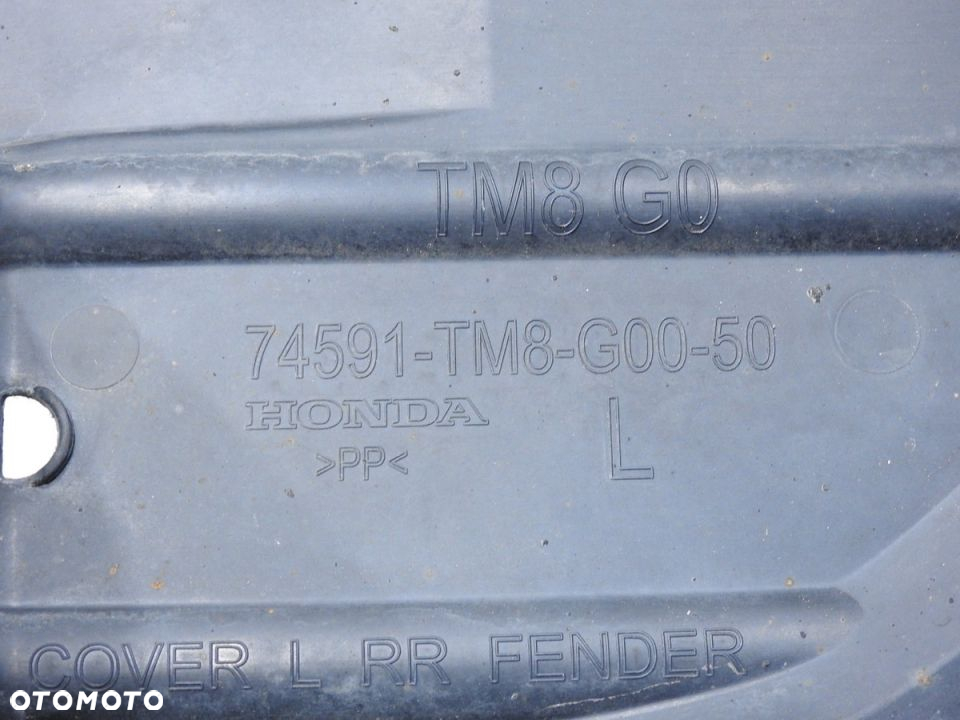 TM8 G0
74591-TM8-G00-50
HONDA
L
>PP<
COVER L RR FENDER
OTOMOTO